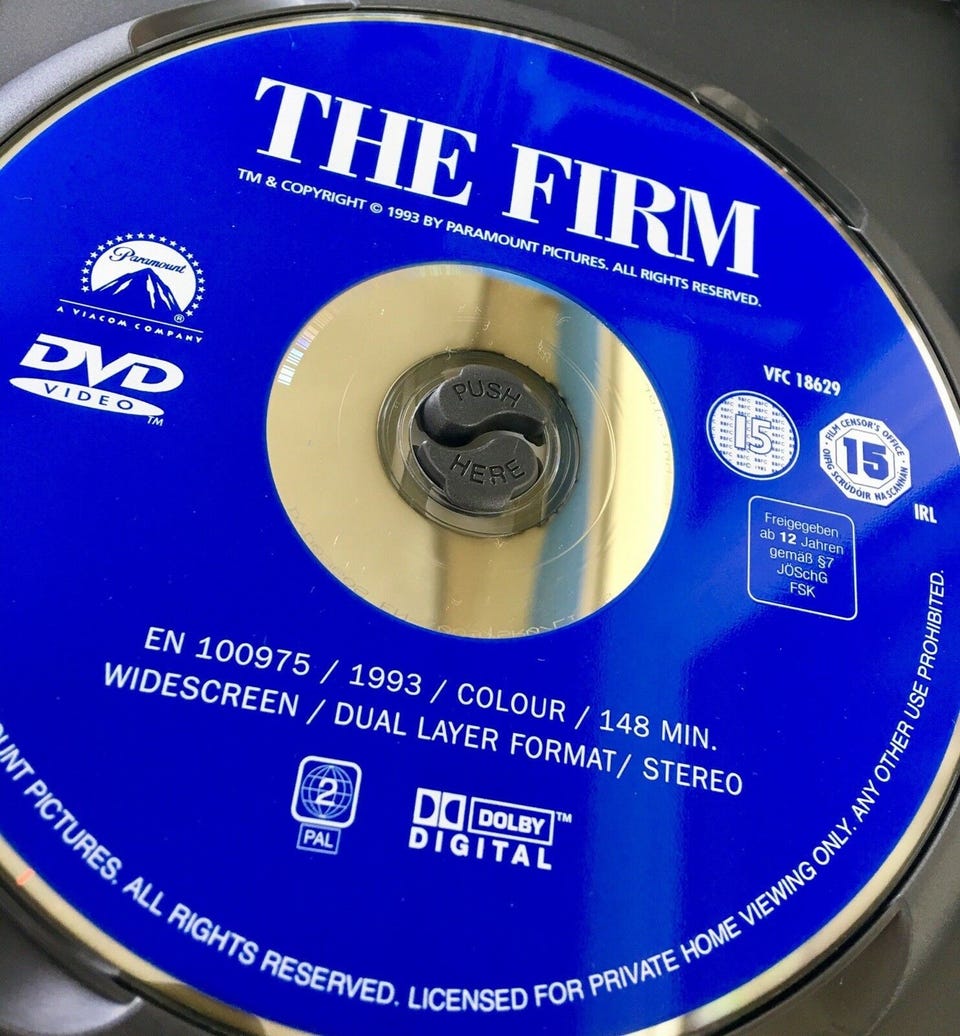 THE FIRM
TM & COPYRIGHT © 1993 BY PARAMOUNT PICTURES. ALL RIGHTS RESERVED.
Paramount
®
A VIACOM COMPANY
DVD
VIDEO
TM
PUSH
HERE
VFC 18629
15
FILM CENSOR'S OFFICE
15
OIFIG SCRÚDÓIR NA SCANNÁN
IRL
Freigegeben
ab 12 Jahren
gemäß §7
JÖSchG
FSK
EN 100975 / 1993 / COLOUR / 148 MIN.
WIDESCREEN / DUAL LAYER FORMAT/ STEREO
2
PAL
DOLBY TM
DIGITAL
PICTURES. ALL RIGHTS RESERVED. LICENSED FOR PRIVATE HOME VIEWING ONLY. ANY OTHER USE PROHIBITED.